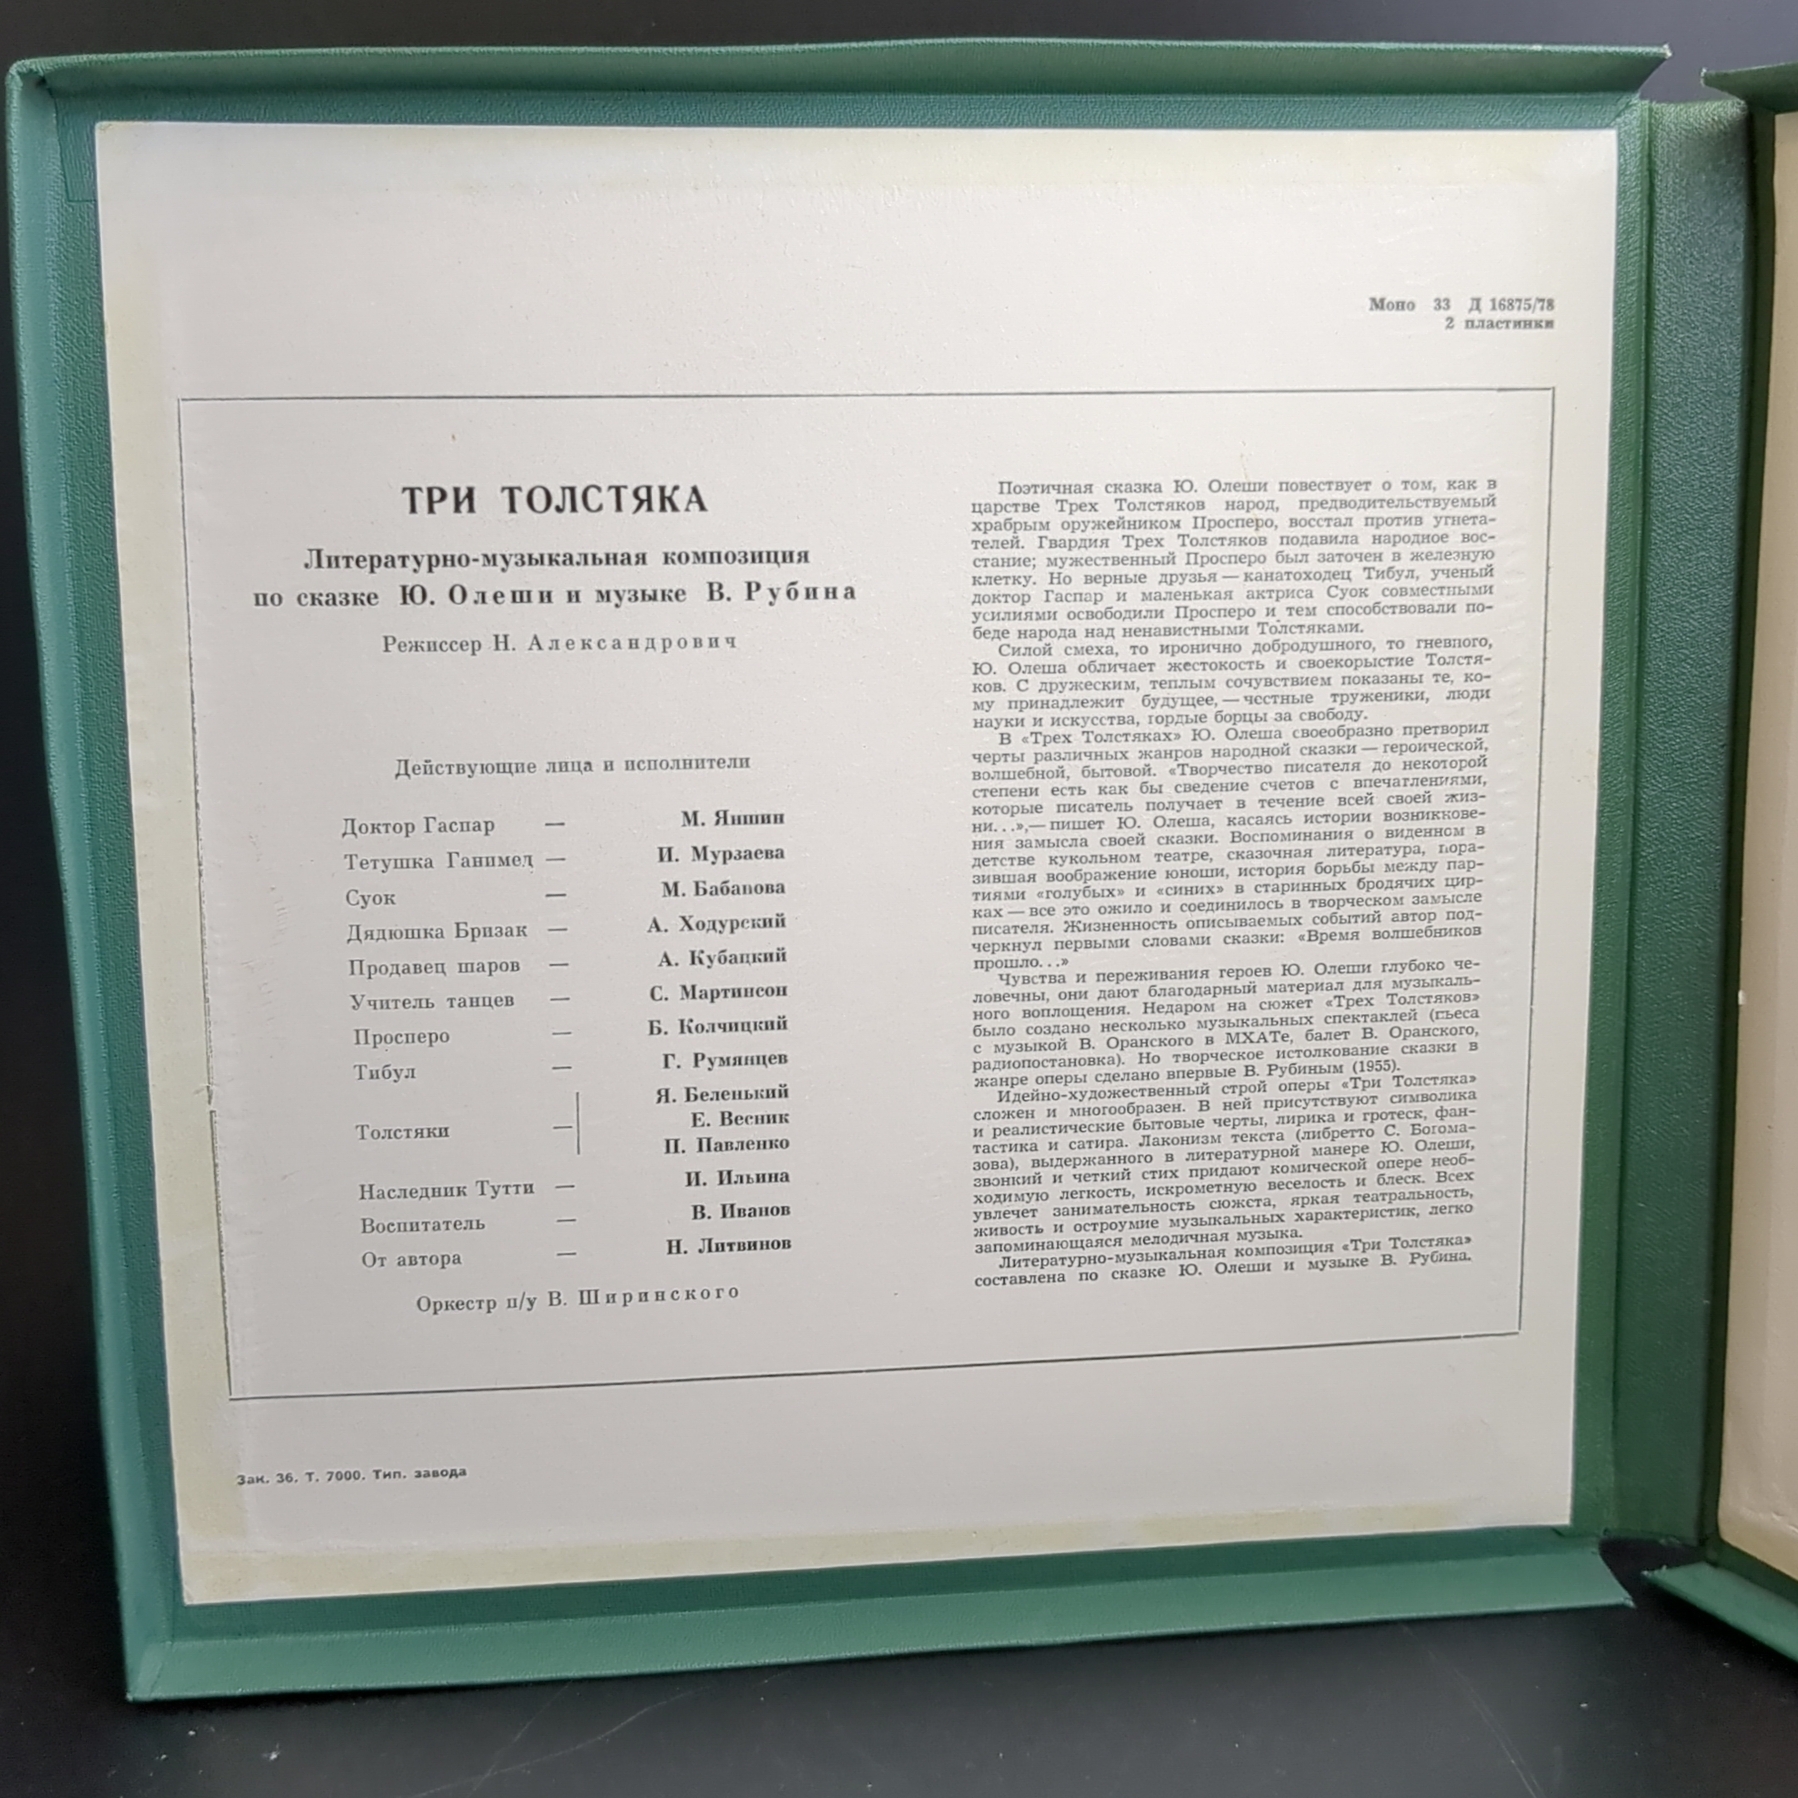 Моно 33 Д 16875/78
2 пластинки
ТРИ ТОЛСТЯКА
Литературно-музыкальная композиция
по сказке Ю. Олеши и музыке В. Рубина
Режиссер Н. Александрович
Действующие лица и исполнители
Доктор Гаспар — М. Яншин
Тетушка Ганимед — И. Мурзаева
Суок — М. Бабанова
Дядюшка Бризак — А. Ходурский
Продавец шаров — А. Кубацкий
Учитель танцев — С. Мартинсон
Просперо — Б. Колчицкий
Тибул — Г. Румянцев
Толстяки — Я. Беленький
Е. Весник
П. Павленко
Наследник Тутти — И. Ильина
Воспитатель — В. Иванов
От автора — Н. Литвинов
Оркестр п/у В. Ширинского
Поэтичная сказка Ю. Олеши повествует о том, как в
царстве Трех Толстяков народ, предводительствуемый
храбрым оружейником Просперо, восстал против угнета-
телей. Гвардия Трех Толстяков подавила народное вос-
стание; мужественный Просперо был заточен в железную
клетку. Но верные друзья — канатоходец Тибул, ученый
доктор Гаспар и маленькая актриса Суок совместными
усилиями освободили Просперо и тем способствовали по-
беде народа над ненавистными Толстяками.
Силой смеха, то иронично добродушного, то гневного,
Ю. Олеша обличает жестокость и своекорыстие Толстя-
ков. С дружеским, теплым сочувствием показаны те, ко-
му принадлежит будущее, — честные труженики, люди
науки и искусства, гордые борцы за свободу.
В «Трех Толстяках» Ю. Олеша своеобразно претворил
черты различных жанров народной сказки — героической,
волшебной, бытовой. «Творчество писателя до некоторой
степени есть как бы сведение счетов с впечатлениями,
которые писатель получает в течение всей своей жиз-
ни...»,— пишет Ю. Олеша, касаясь истории возникнове-
ния замысла своей сказки. Воспоминания о виденном в
детстве кукольном театре, сказочная литература, пора-
зившая воображение юноши, история борьбы между пар-
тиями «голубых» и «синих» в старинных бродячих цир-
ках — все это ожило и соединилось в творческом замысле
писателя. Жизненность описываемых событий автор под-
черкнул первыми словами сказки: «Время волшебников
прошло...»
Чувства и переживания героев Ю. Олеши глубоко че-
ловечны, они дают благодарный материал для музыкаль-
ного воплощения. Недаром на сюжет «Трех Толстяков»
было создано несколько музыкальных спектаклей (пьеса
с музыкой В. Оранского в МХАТе, балет В. Оранского,
радиопостановка). Но творческое истолкование сказки в
жанре оперы сделано впервые В. Рубиным (1955).
Идейно-художественный строй оперы «Три Толстяка»
сложен и многообразен. В ней присутствуют символика
и реалистические бытовые черты, лирика и гротеск, фан-
тастика и сатира. Лаконизм текста (либретто С. Богома-
зова), выдержанного в литературной манере Ю. Олеши,
звонкий и четкий стих придают комической опере необ-
ходимую легкость, искрометную веселость и блеск. Всех
увлечет занимательность сюжета, яркая театральность,
живость и остроумие музыкальных характеристик, легко
запоминающаяся мелодичная музыка.
Литературно-музыкальная композиция «Три Толстяка»
составлена по сказке Ю. Олеши и музыке В. Рубина.
Зак. 36. Т. 7000. Тип. завода